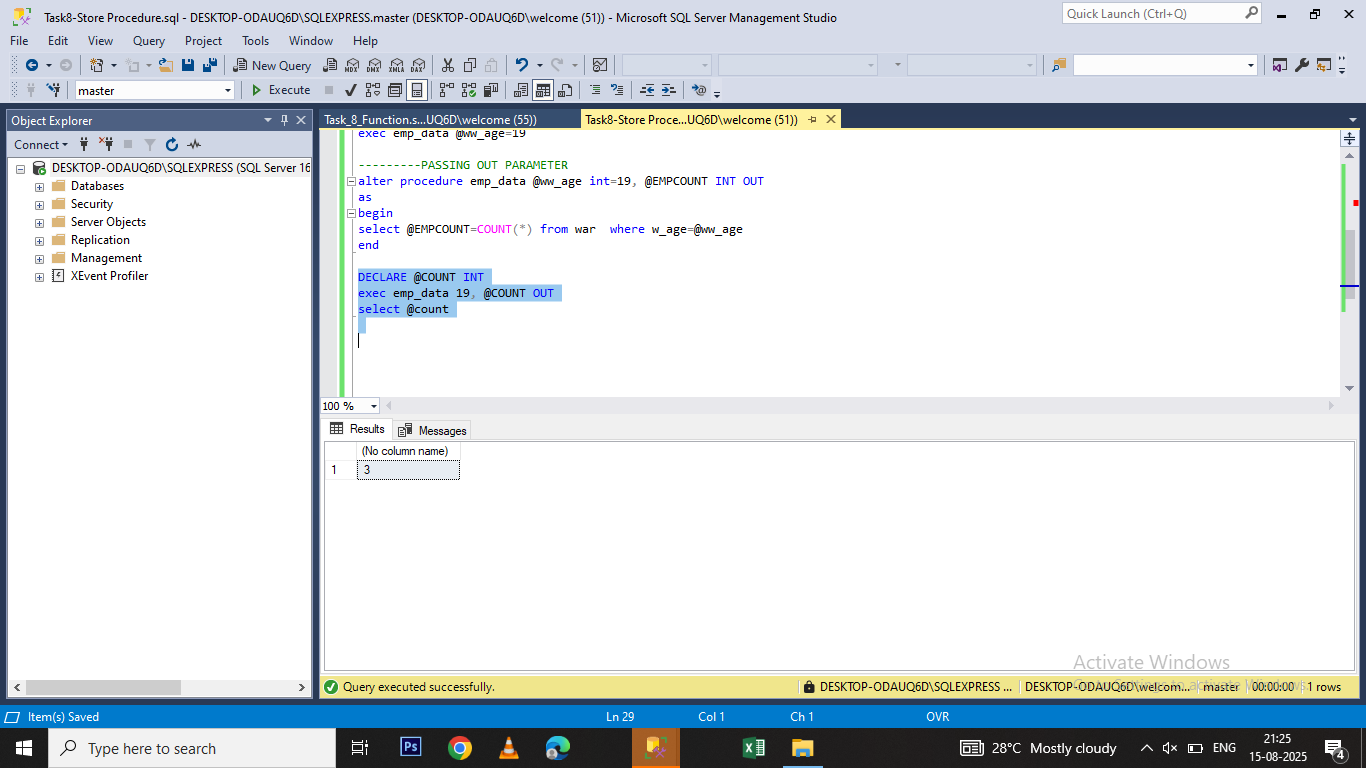 Task8-Store Procedure.sql - DESKTOP-ODAUQ6D\SQLEXPRESS.master (DESKTOP-ODAUQ6D\welcome (51)) - Microsoft SQL Server Management Studio
Quick Launch (Ctrl+Q)
File Edit View Query Project Tools Window Help
New Query MDX DMX XMLA DAX
master Execute
Object Explorer
Task_8_Function.s...UQ6D\welcome (55))
Task8-Store Proce...UQ6D\welcome (51))
Connect
DESKTOP-ODAUQ6D\SQLEXPRESS (SQL Server 16
Databases
Security
Server Objects
Replication
Management
XEvent Profiler
exec emp_data @ww_age=19
---------PASSING OUT PARAMETER
alter procedure emp_data @ww_age int=19, @EMPCOUNT INT OUT
as
begin
select @EMPCOUNT=COUNT(*) from war  where w_age=@ww_age
end
DECLARE @COUNT INT
exec emp_data 19, @COUNT OUT
select @count
100 %
Results Messages
(No column name)
1 3
Activate Windows
Go to Settings to activate Windows.
Query executed successfully.
DESKTOP-ODAUQ6D\SQLEXPRESS ... DESKTOP-ODAUQ6D\welcom... master 00:00:00 1 rows
Item(s) Saved Ln 29 Col 1 Ch 1 OVR
Type here to search
Ps
28°C Mostly cloudy
ENG
21:25
15-08-2025
4